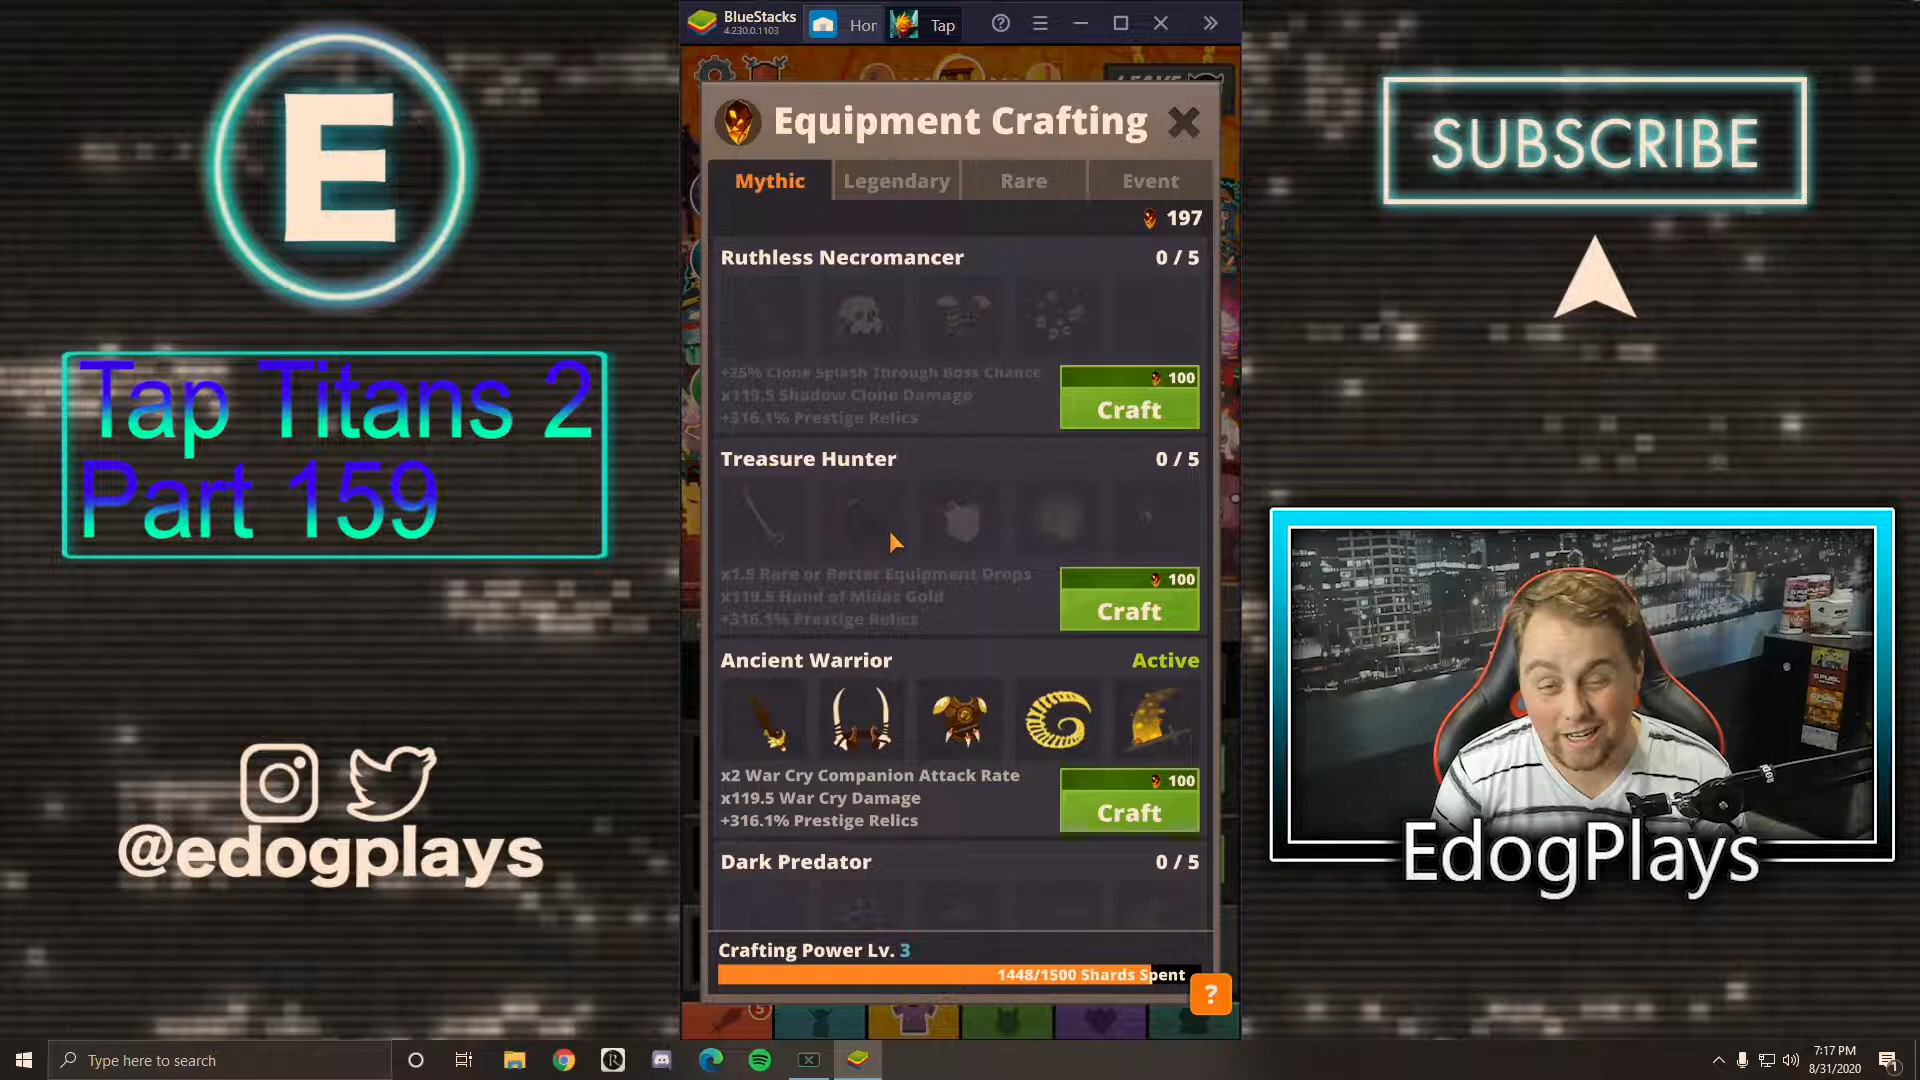 BlueStacks
4.230.0.1103
Hor
Tap
E
SUBSCRIBE
LEAVE
Equipment Crafting
Mythic
Legendary
Rare
Event
197
Ruthless Necromancer
0 / 5
+25% Clone Splash Through Boss Chance
x119.5 Shadow Clone Damage
+316.1% Prestige Relics
100
Craft
Treasure Hunter
0 / 5
x1.5 Rare or Better Equipment Drops
x119.5 Hand of Midas Gold
+316.1% Prestige Relics
100
Craft
Ancient Warrior
Active
x2 War Cry Companion Attack Rate
x119.5 War Cry Damage
+316.1% Prestige Relics
100
Craft
Dark Predator
0 / 5
Crafting Power Lv. 3
1448/1500 Shards Spent
?
5
Tap Titans 2
Part 159
@edogplays
EdogPlays
Type here to search
7:17 PM
8/31/2020
1